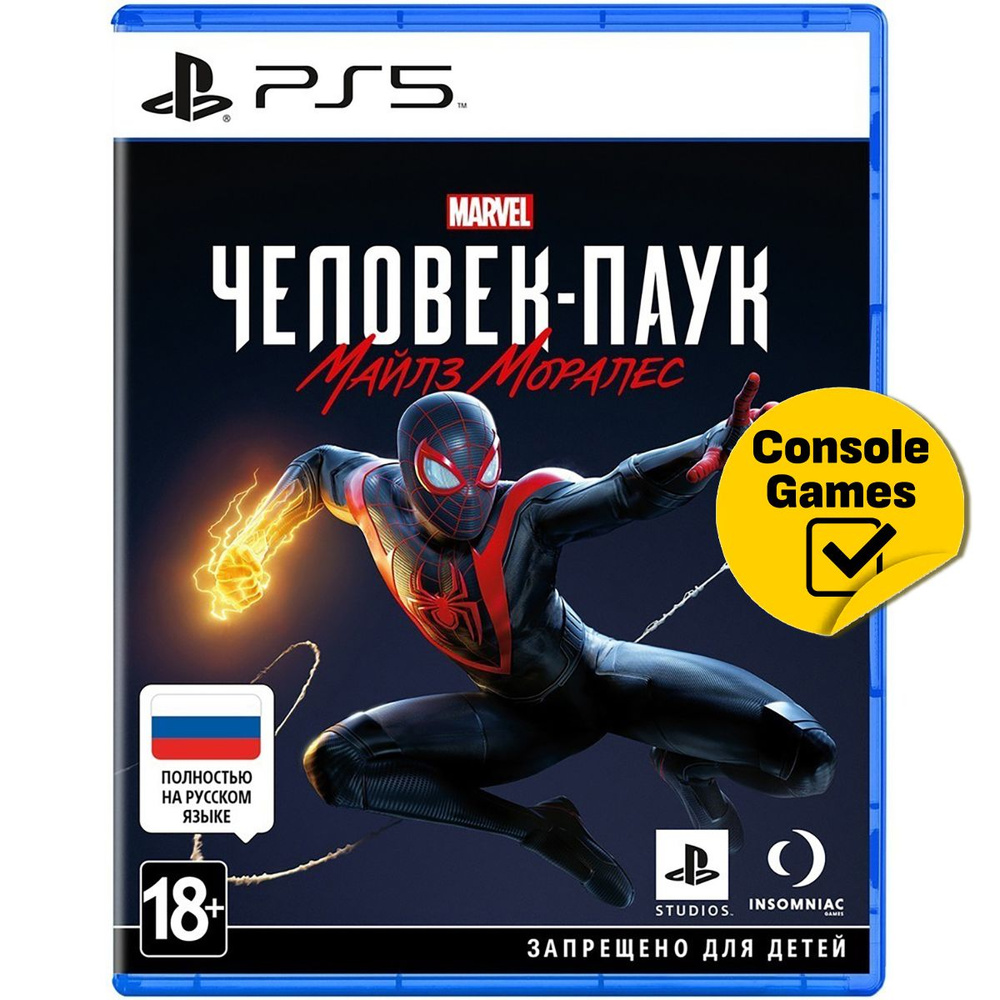 PS5
MARVEL
ЧЕЛОВЕК-ПАУК
МАЙЛЗ МОРАЛЕС
Console
Games
ПОЛНОСТЬЮ
НА РУССКОМ
ЯЗЫКЕ
18+
STUDIOS
INSOMNIAC
GAMES
ЗАПРЕЩЕНО ДЛЯ ДЕТЕЙ